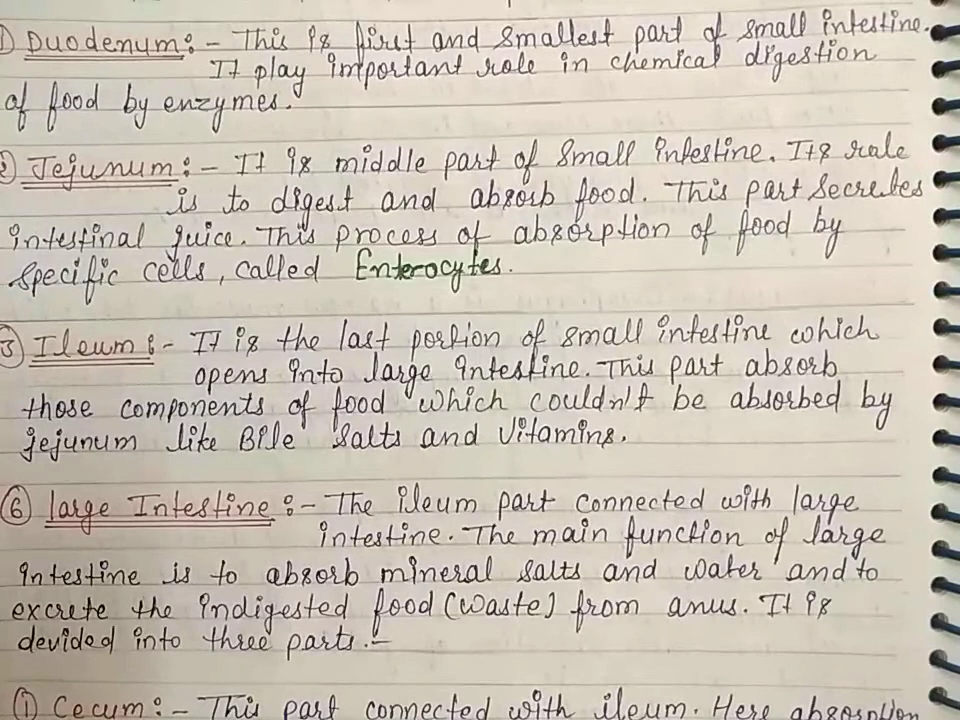 ① Duodenum:- This is first and smallest part of small intestine.
It play important role in chemical digestion
of food by enzymes.
② Jejunum:- It is middle part of small intestine. Its role
is to digest and absorb food. This part secretes
intestinal juice. This process of absorption of food by
specific cells, called Enterocytes.
③ Ileum:- It is the last portion of small intestine which
opens into large intestine. This part absorb
those components of food which couldn't be absorbed by
jejunum like Bile salts and vitamins.
⑥ large Intestine:- The ileum part connected with large
intestine. The main function of large
intestine is to absorb mineral salts and water and to
excrete the indigested food (waste) from anus. It is
devided into three parts.-
① Cecum:- This part connected with ileum. Here absorption